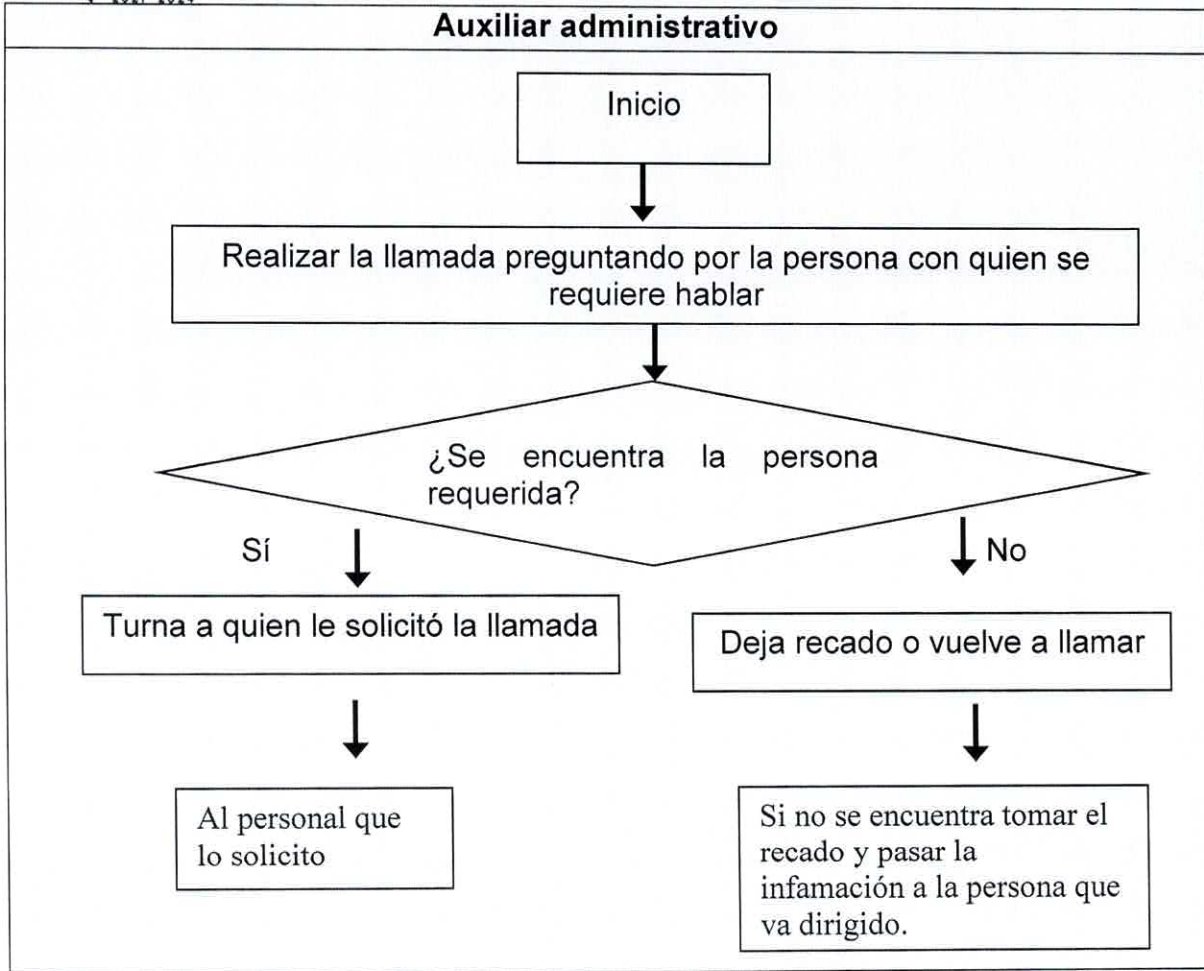 Auxiliar administrativo
Inicio
Realizar la llamada preguntando por la persona con quien se
requiere hablar
¿Se encuentra la persona
requerida?
Sí
No
Turna a quien le solicitó la llamada
Deja recado o vuelve a llamar
Al personal que
lo solicito
Si no se encuentra tomar el
recado y pasar la
infamación a la persona que
va dirigido.